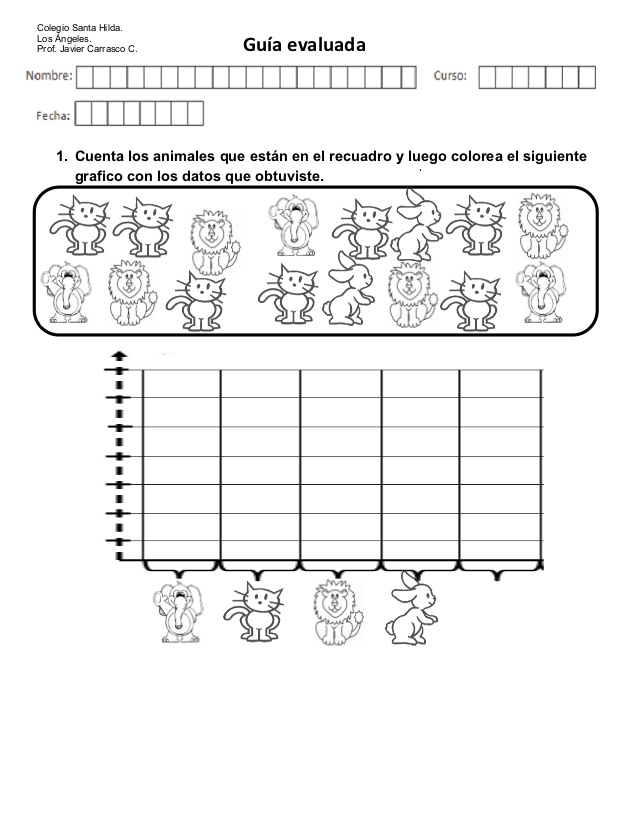 Colegio Santa Hilda.
Los Ángeles.
Prof. Javier Carrasco C.
Guía evaluada
Nombre:
Curso:
Fecha:
1. Cuenta los animales que están en el recuadro y luego colorea el siguiente
grafico con los datos que obtuviste.